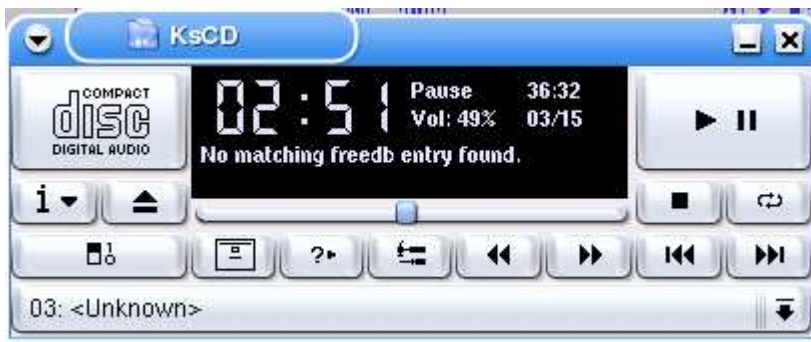 KsCD
COMPACT
disc
DIGITAL AUDIO
02:51
Pause 36:32
Vol: 49% 03/15
No matching freedb entry found.
i
?
03: <Unknown>